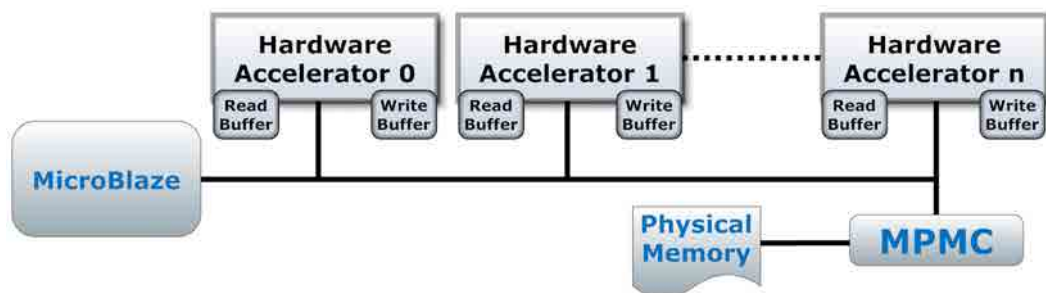 Hardware
Accelerator 0
Hardware
Accelerator 1
Hardware
Accelerator n
Read
Buffer
Write
Buffer
Read
Buffer
Write
Buffer
Read
Buffer
Write
Buffer
MicroBlaze
Physical
Memory
MPMC